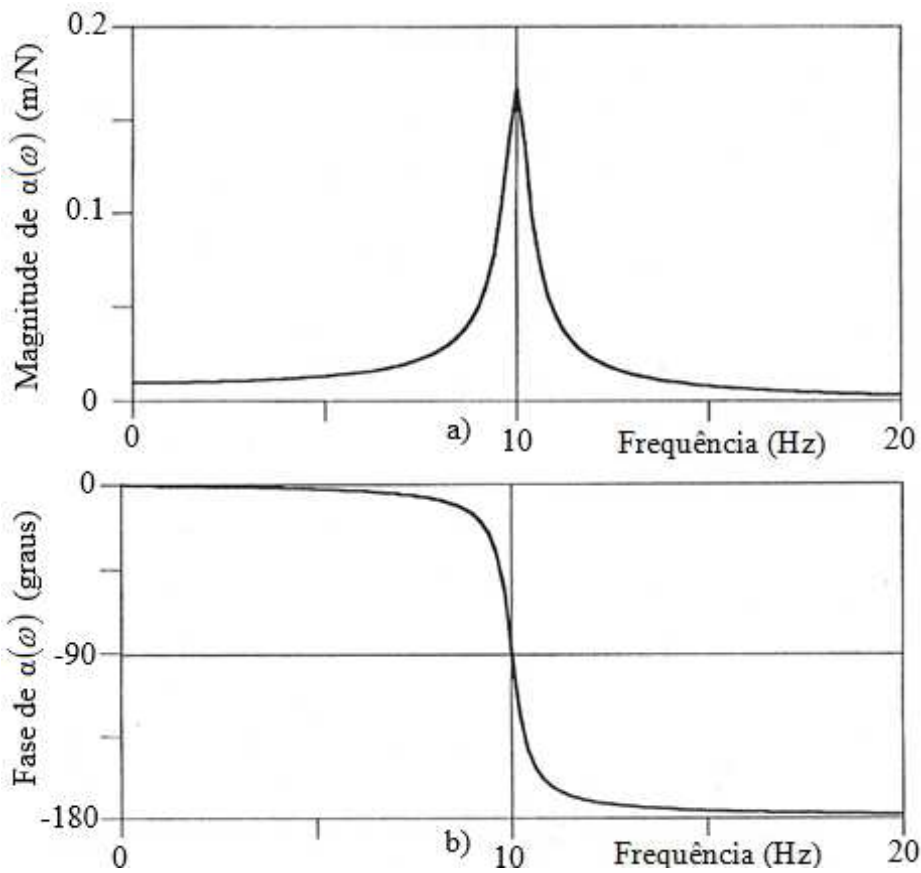 Magnitude de α(ω) (m/N)
0.2
0.1
0
0
10
20
a)
Frequência (Hz)
Fase de α(ω) (graus)
0
-90
-180
0
10
20
b)
Frequência (Hz)